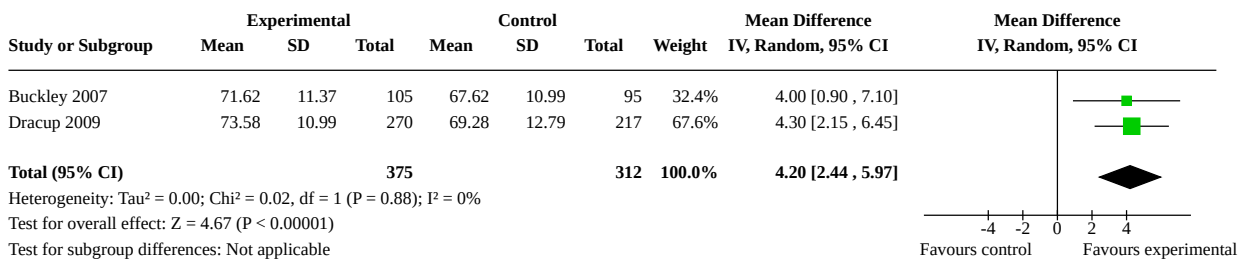 Experimental Control Mean Difference Mean Difference
Study or Subgroup Mean SD Total Mean SD Total Weight IV, Random, 95% CI IV, Random, 95% CI
Buckley 2007 71.62 11.37 105 67.62 10.99 95 32.4% 4.00 [0.90 , 7.10]
Dracup 2009 73.58 10.99 270 69.28 12.79 217 67.6% 4.30 [2.15 , 6.45]
Total (95% CI) 375 312 100.0% 4.20 [2.44 , 5.97]
Heterogeneity: Tau² = 0.00; Chi² = 0.02, df = 1 (P = 0.88); I² = 0%
Test for overall effect: Z = 4.67 (P < 0.00001) -4 -2 0 2 4
Test for subgroup differences: Not applicable Favours control Favours experimental